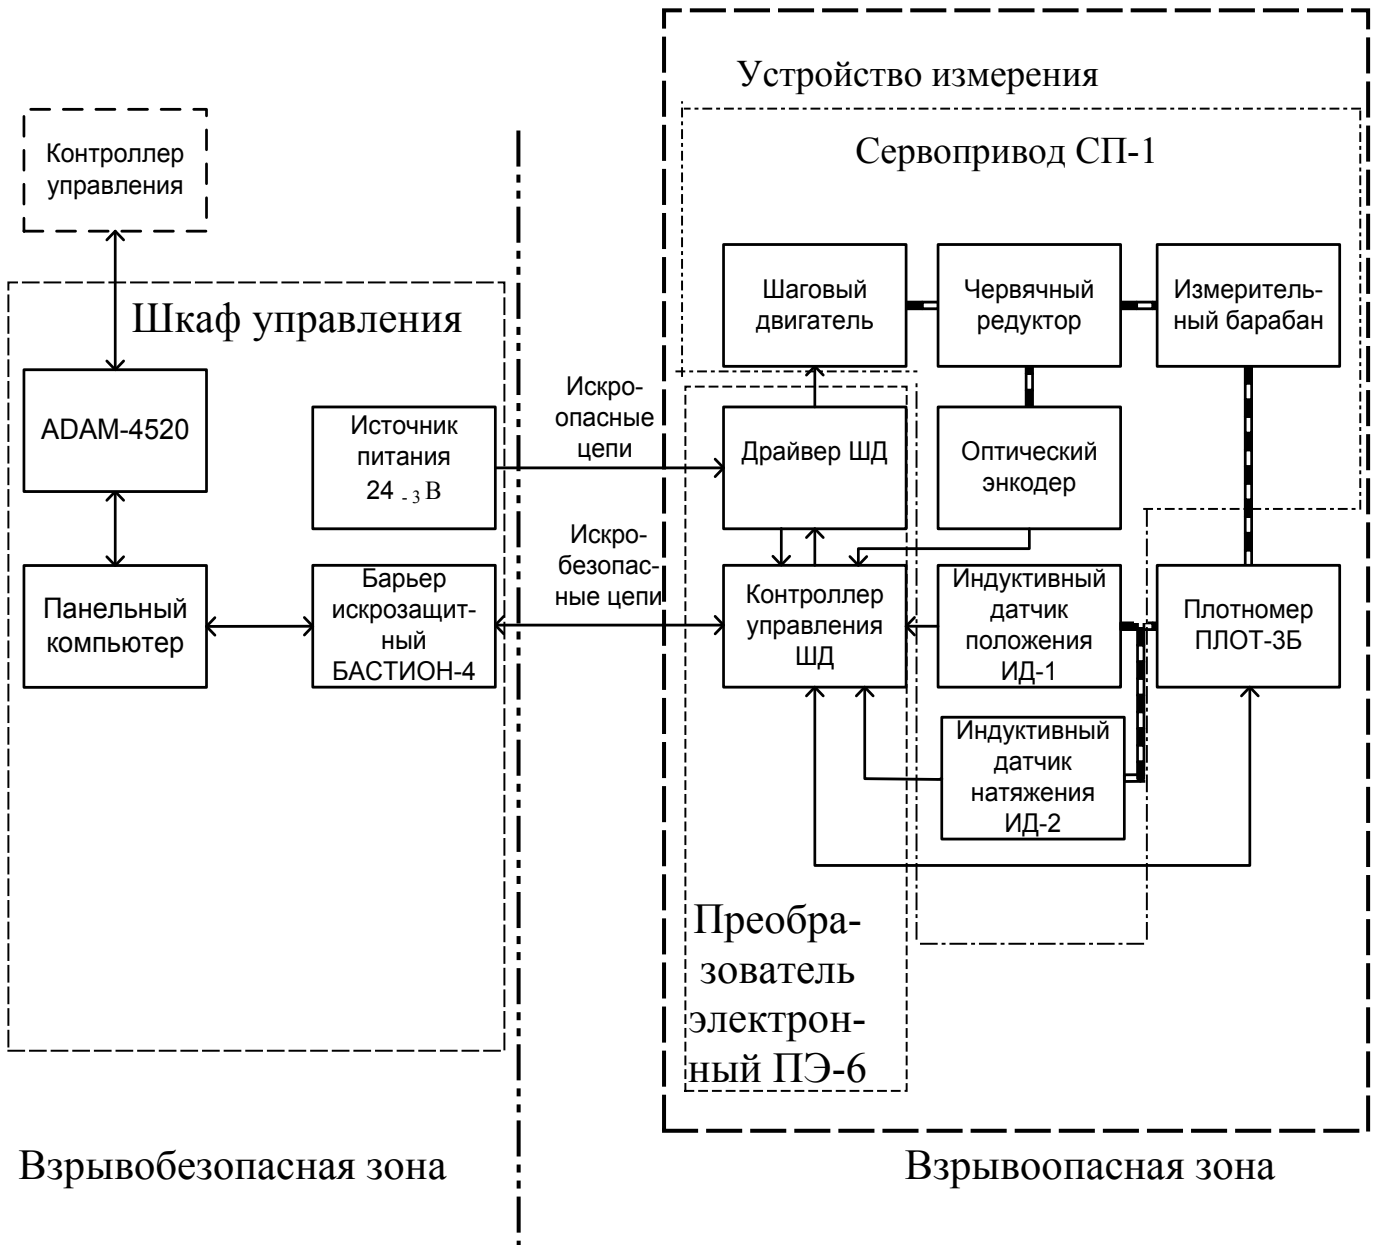 Устройство измерения
Сервопривод СП-1
Контроллер
управления
Шкаф управления
ADAM-4520
Источник
питания
24 - 3 В
Панельный
компьютер
Барьер
искрозащит-
ный
БАСТИОН-4
Искро-
опасные
цепи
Искро-
безопас-
ные цепи
Шаговый
двигатель
Червячный
редуктор
Измеритель-
ный барабан
Драйвер ШД
Оптический
энкодер
Контроллер
управления
ШД
Индуктивный
датчик
положения
ИД-1
Плотномер
ПЛОТ-3Б
Индуктивный
датчик
натяжения
ИД-2
Преобра-
зователь
электрон-
ный ПЭ-6
Взрывобезопасная зона
Взрывоопасная зона